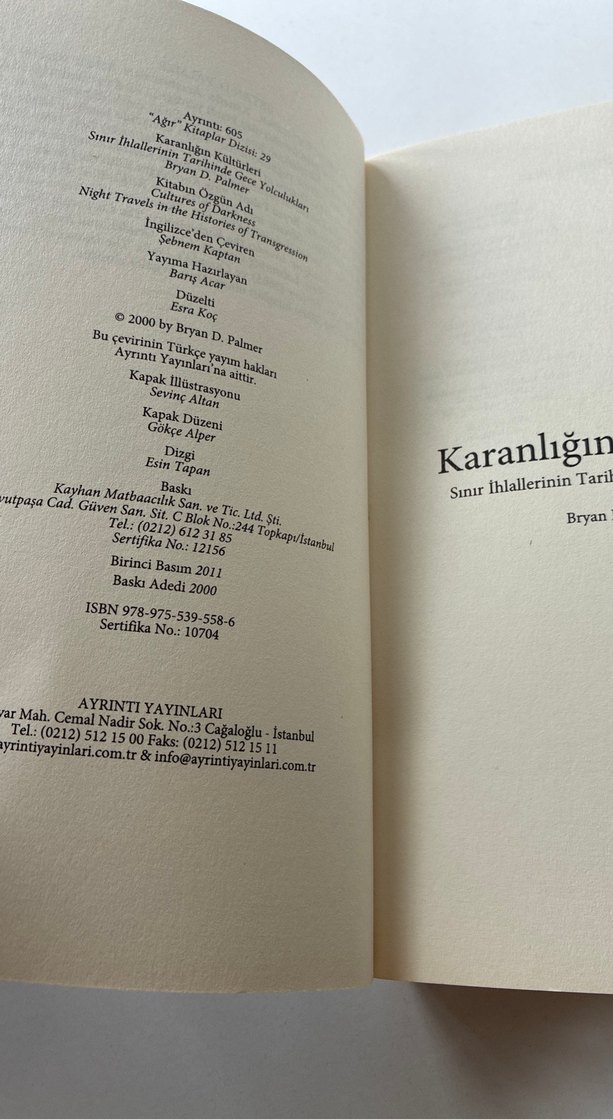 Ayrıntı: 605
"Ağır" Kitaplar Dizisi: 29
Karanlığın Kültürleri
Sınır İhlallerinin Tarihinde Gece Yolculukları
Bryan D. Palmer
Kitabın Özgün Adı
Cultures of Darkness
Night Travels in the Histories of Transgression
İngilizce'den Çeviren
Şebnem Kaptan
Yayıma Hazırlayan
Barış Acar
Düzelti
Esra Koç
© 2000 by Bryan D. Palmer
Bu çevirinin Türkçe yayım hakları
Ayrıntı Yayınları'na aittir.
Kapak İllüstrasyonu
Sevinç Altan
Kapak Düzeni
Gökçe Alper
Dizgi
Esin Tapan
Baskı
Kayhan Matbaacılık San. ve Tic. Ltd. Şti.
vutpaşa Cad. Güven San. Sit. C Blok No.:244 Topkapı/İstanbul
Tel.: (0212) 612 31 85
Sertifika No.: 12156
Birinci Basım 2011
Baskı Adedi 2000
ISBN 978-975-539-558-6
Sertifika No.: 10704
AYRINTI YAYINLARI
yar Mah. Cemal Nadir Sok. No.:3 Cağaloğlu - İstanbul
Tel.: (0212) 512 15 00 Faks: (0212) 512 15 11
ayrintiyayinlari.com.tr & info@ayrintiyayinlari.com.tr
Karanlığın
Sınır İhlallerinin Tarih
Bryan